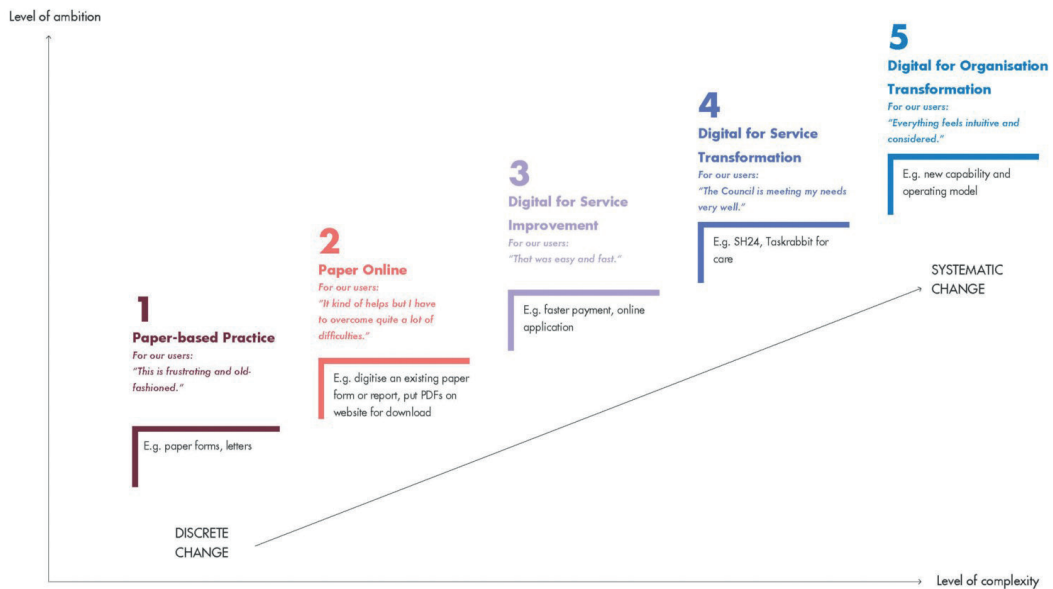 Level of ambition
5
Digital for Organisation
Transformation
For our users:
"Everything feels intuitive and
considered."
E.g. new capability and
operating model
4
Digital for Service
Transformation
For our users:
"The Council is meeting my needs
very well."
E.g. SH24, Taskrabbit for
care
3
Digital for Service
Improvement
For our users:
"That was easy and fast."
E.g. faster payment, online
application
2
Paper Online
For our users:
"It kind of helps but I have
to overcome quite a lot of
difficulties."
E.g. digitise an existing paper
form or report, put PDFs on
website for download
1
Paper-based Practice
For our users:
"This is frustrating and old-
fashioned."
E.g. paper forms, letters
SYSTEMATIC
CHANGE
DISCRETE
CHANGE
Level of complexity